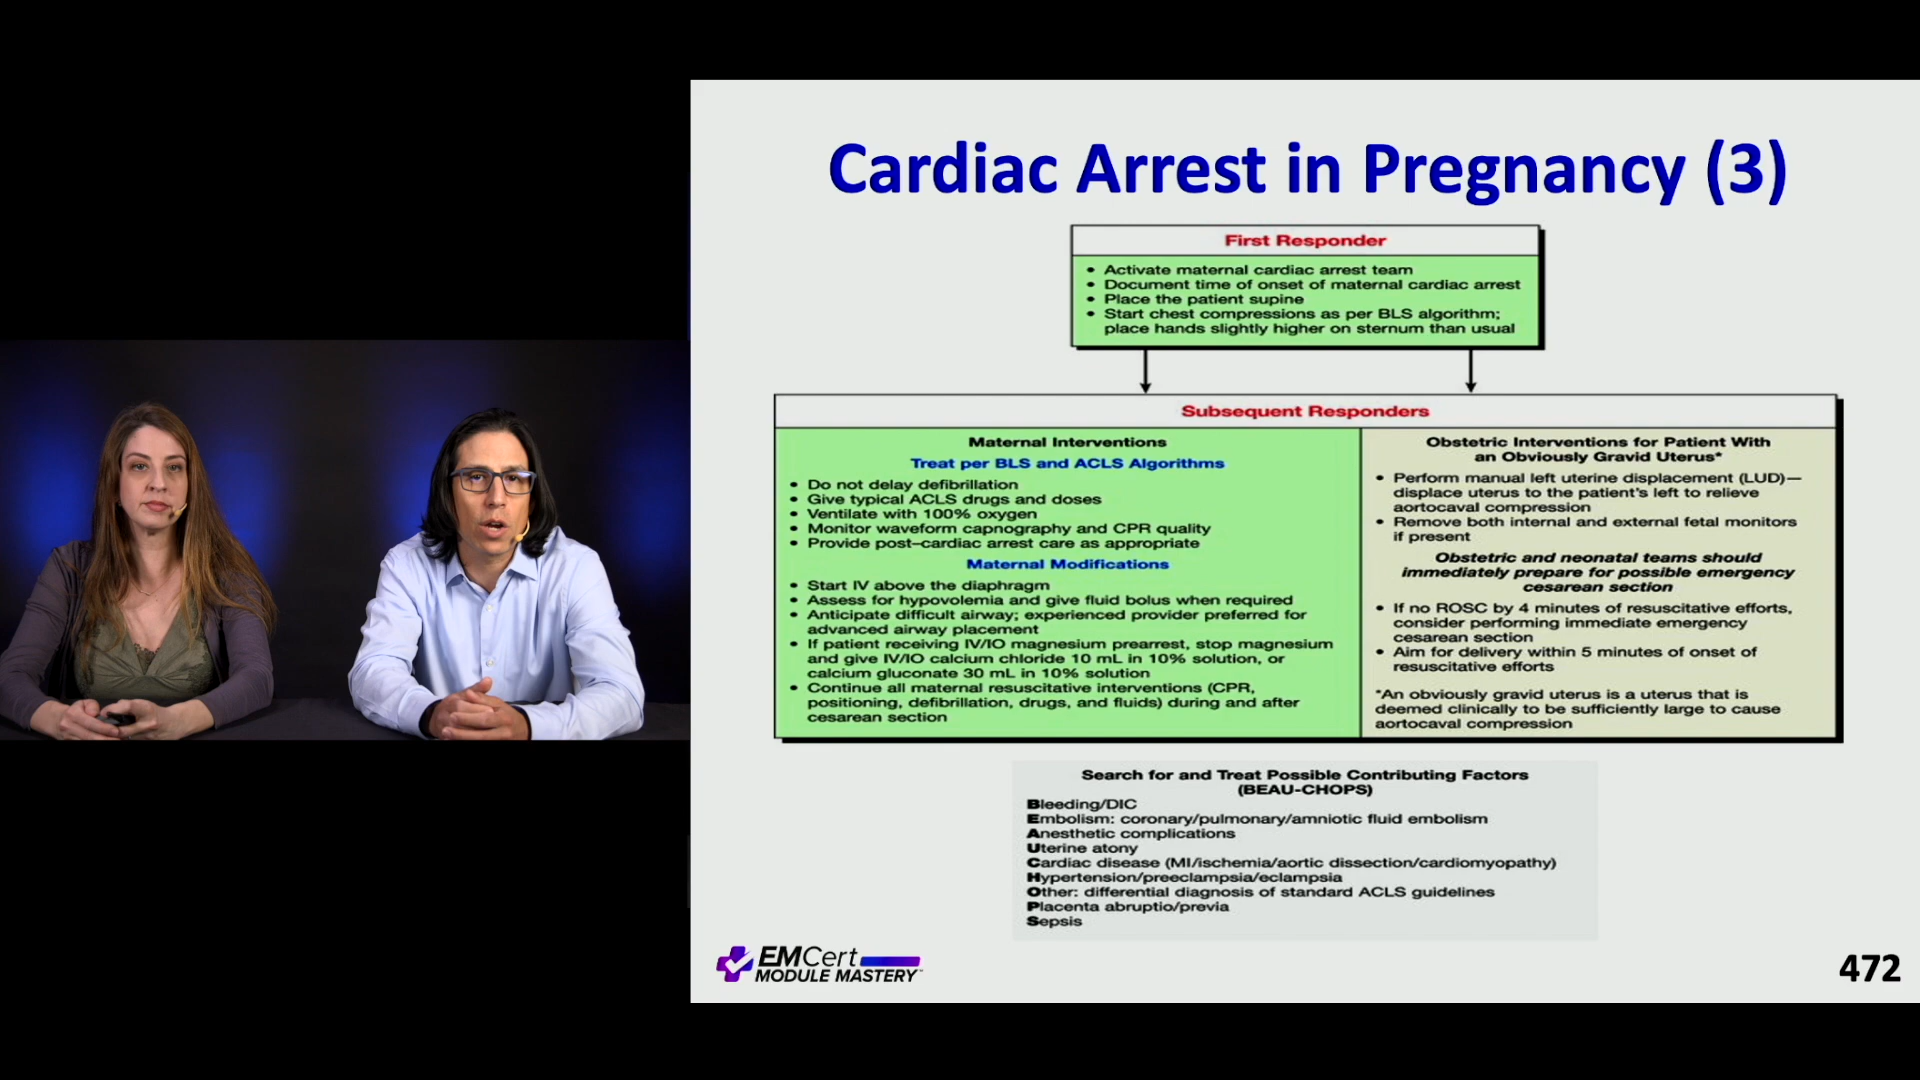 Cardiac Arrest in Pregnancy (3)
First Responder
• Activate maternal cardiac arrest team
• Document time of onset of maternal cardiac arrest
• Place the patient supine
• Start chest compressions as per BLS algorithm;
place hands slightly higher on sternum than usual
Subsequent Responders
Maternal Interventions
Treat per BLS and ACLS Algorithms
• Do not delay defibrillation
• Give typical ACLS drugs and doses
• Ventilate with 100% oxygen
• Monitor waveform capnography and CPR quality
• Provide post–cardiac arrest care as appropriate
Maternal Modifications
• Start IV above the diaphragm
• Assess for hypovolemia and give fluid bolus when required
• Anticipate difficult airway; experienced provider preferred for
advanced airway placement
• If patient receiving IV/IO magnesium prearrest, stop magnesium
and give IV/IO calcium chloride 10 mL in 10% solution, or
calcium gluconate 30 mL in 10% solution
• Continue all maternal resuscitative interventions (CPR,
positioning, defibrillation, drugs, and fluids) during and after
cesarean section
Obstetric Interventions for Patient With
an Obviously Gravid Uterus*
• Perform manual left uterine displacement (LUD)—
displace uterus to the patient's left to relieve
aortocaval compression
• Remove both internal and external fetal monitors
if present
Obstetric and neonatal teams should
immediately prepare for possible emergency
cesarean section
• If no ROSC by 4 minutes of resuscitative efforts,
consider performing immediate emergency
cesarean section
• Aim for delivery within 5 minutes of onset of
resuscitative efforts
*An obviously gravid uterus is a uterus that is
deemed clinically to be sufficiently large to cause
aortocaval compression
Search for and Treat Possible Contributing Factors
(BEAU-CHOPS)
Bleeding/DIC
Embolism: coronary/pulmonary/amniotic fluid embolism
Anesthetic complications
Uterine atony
Cardiac disease (MI/ischemia/aortic dissection/cardiomyopathy)
Hypertension/preeclampsia/eclampsia
Other: differential diagnosis of standard ACLS guidelines
Placenta abruptio/previa
Sepsis
EMCert
MODULE MASTERY
472